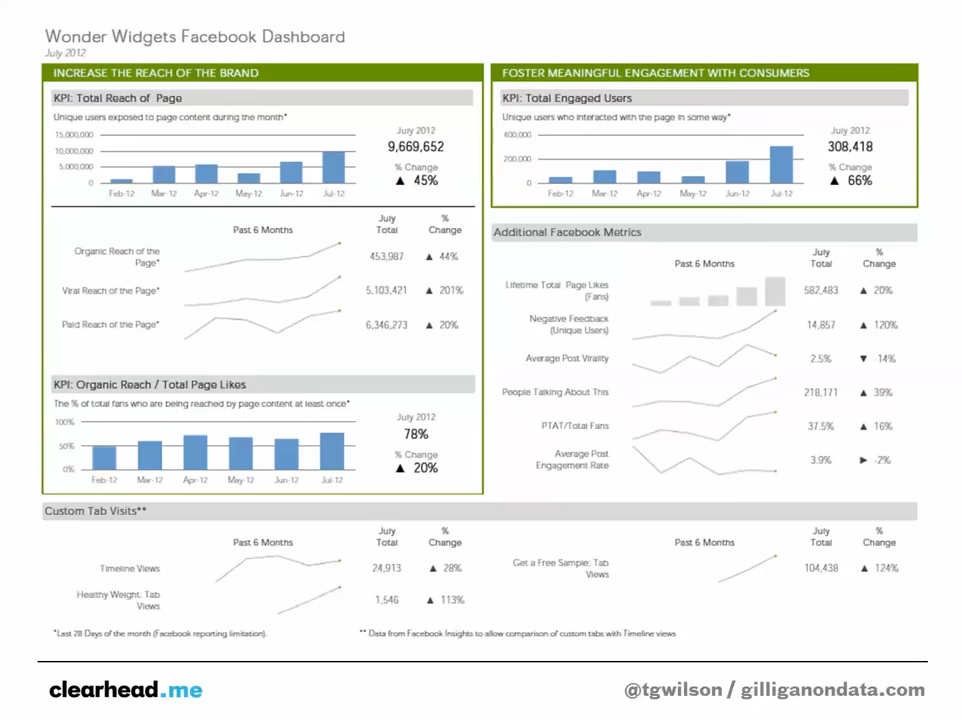 Wonder Widgets Facebook Dashboard
July 2012
INCREASE THE REACH OF THE BRAND
KPI: Total Reach of Page
Unique users exposed to page content during the month*
15,000,000
10,000,000
5,000,000
0
Feb-12 Mar-12 Apr-12 May-12 Jun-12 Jul-12
July 2012
9,669,652
% Change
▲ 45%
Past 6 Months
July Total
% Change
Organic Reach of the Page*
453,987 ▲ 44%
Viral Reach of the Page*
5,103,421 ▲ 201%
Paid Reach of the Page*
6,346,273 ▲ 20%
KPI: Organic Reach / Total Page Likes
The % of total fans who are being reached by page content at least once*
100%
50%
0%
Feb-12 Mar-12 Apr-12 May-12 Jun-12 Jul-12
July 2012
78%
% Change
▲ 20%
FOSTER MEANINGFUL ENGAGEMENT WITH CONSUMERS
KPI: Total Engaged Users
Unique users who interacted with the page in some way*
400,000
200,000
0
Feb-12 Mar-12 Apr-12 May-12 Jun-12 Jul-12
July 2012
308,418
% Change
▲ 66%
Additional Facebook Metrics
Past 6 Months
July Total
% Change
Lifetime Total Page Likes (Fans)
582,483 ▲ 20%
Negative Feedback (Unique Users)
14,857 ▲ 120%
Average Post Virality
2.5% ▼ -14%
People Talking About This
218,171 ▲ 39%
PTAT/Total Fans
37.5% ▲ 16%
Average Post Engagement Rate
3.9% ► -2%
Custom Tab Visits**
Past 6 Months
July Total
% Change
Timeline Views
24,913 ▲ 28%
Healthy Weight: Tab Views
1,546 ▲ 113%
Past 6 Months
July Total
% Change
Get a Free Sample: Tab Views
104,438 ▲ 124%
*Last 28 Days of the month (Facebook reporting limitation).
** Data from Facebook Insights to allow comparison of custom tabs with Timeline views
clearhead.me
@tgwilson / gilliganondata.com